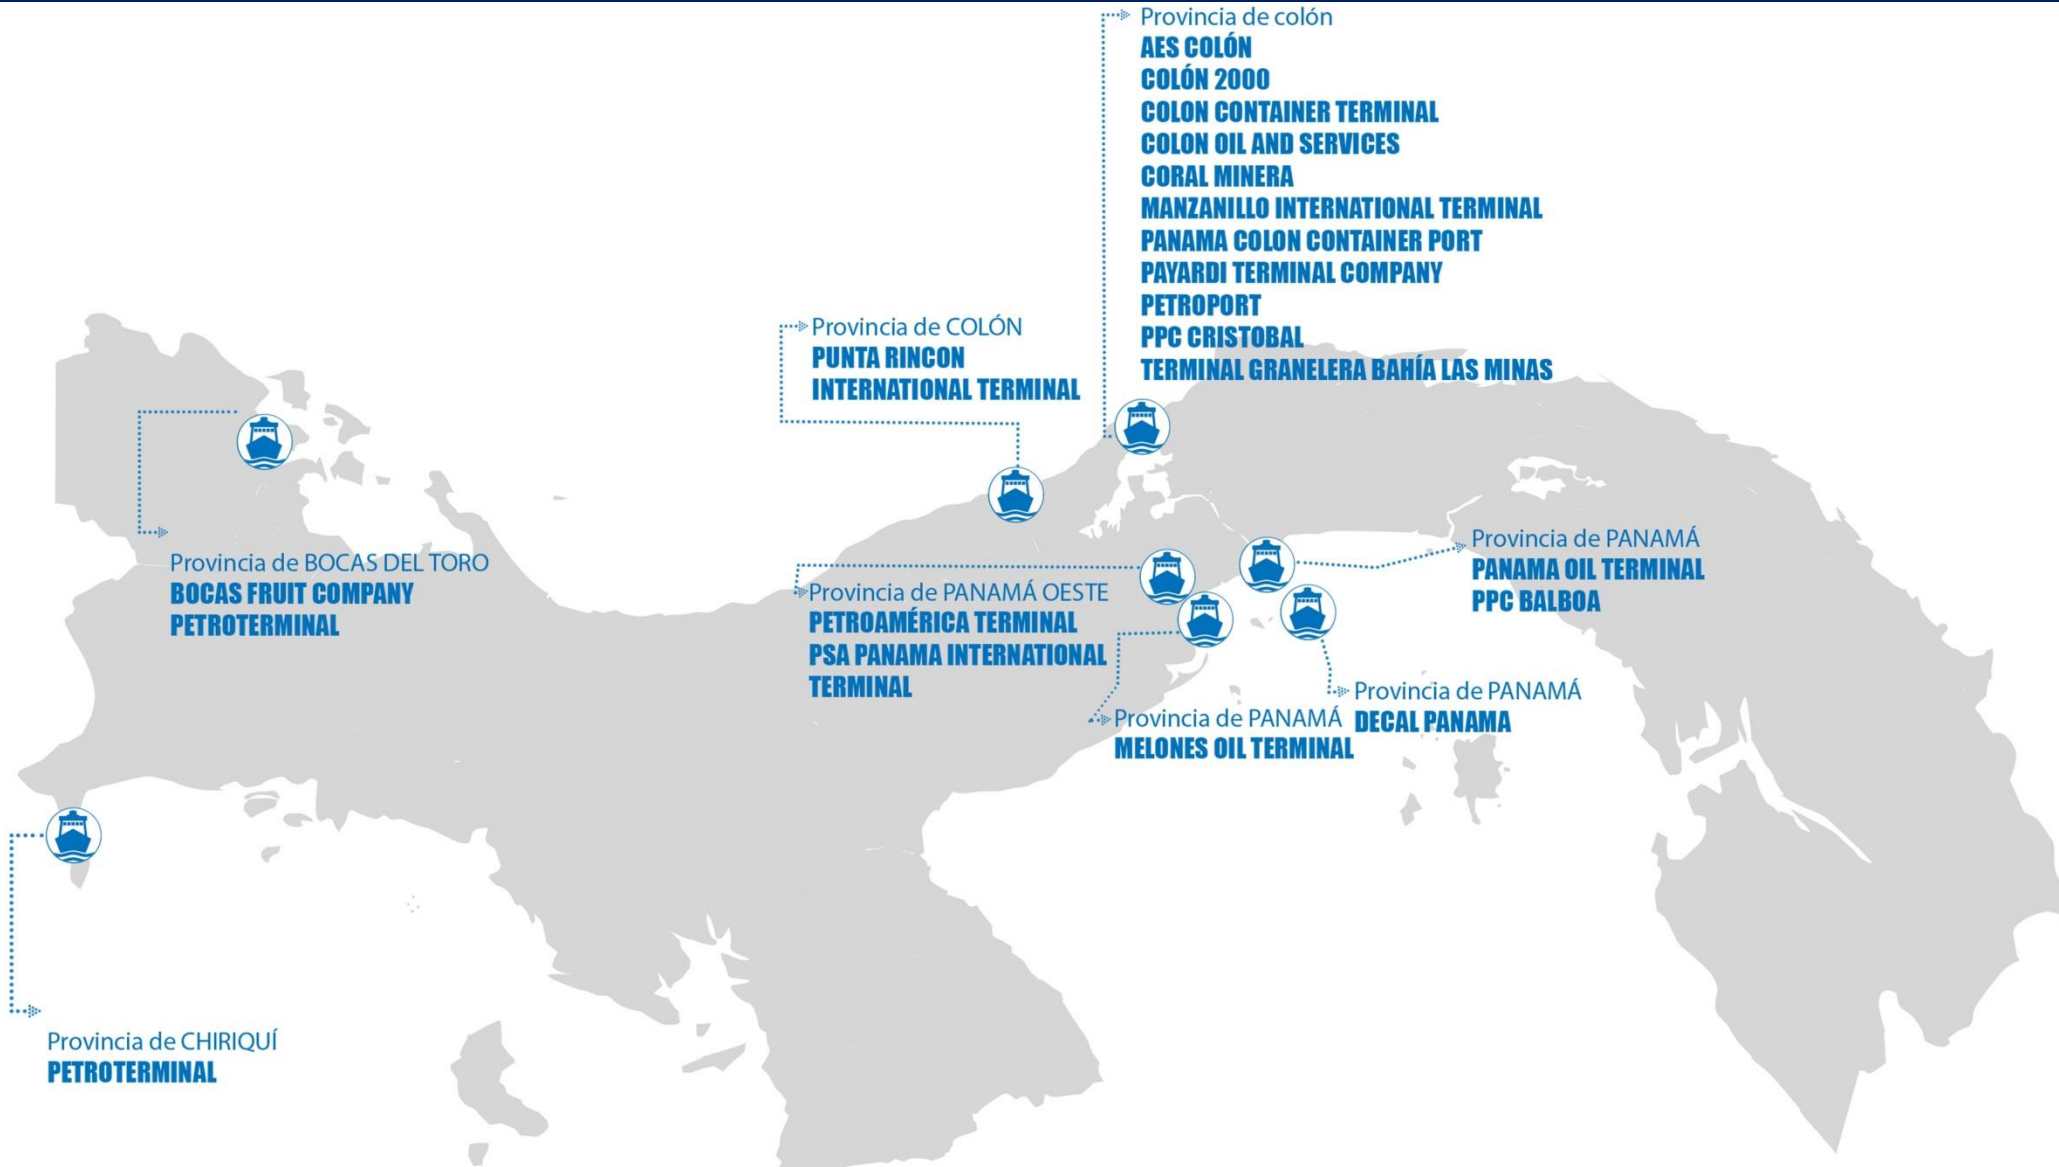 Provincia de colón
AES COLÓN
COLÓN 2000
COLON CONTAINER TERMINAL
COLON OIL AND SERVICES
CORAL MINERA
MANZANILLO INTERNATIONAL TERMINAL
PANAMA COLON CONTAINER PORT
PAYARDI TERMINAL COMPANY
PETROPORT
PPC CRISTOBAL
TERMINAL GRANELERA BAHÍA LAS MINAS
Provincia de COLÓN
PUNTA RINCON
INTERNATIONAL TERMINAL
Provincia de BOCAS DEL TORO
BOCAS FRUIT COMPANY
PETROTERMINAL
Provincia de PANAMÁ OESTE
PETROAMÉRICA TERMINAL
PSA PANAMA INTERNATIONAL
TERMINAL
Provincia de PANAMÁ
PANAMA OIL TERMINAL
PPC BALBOA
Provincia de PANAMÁ
DECAL PANAMA
Provincia de PANAMÁ
MELONES OIL TERMINAL
Provincia de CHIRIQUÍ
PETROTERMINAL